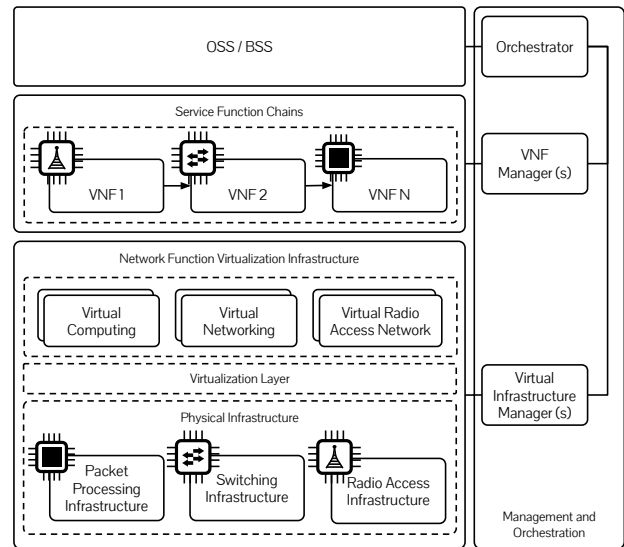 OSS / BSS
Orchestrator
Service Function Chains
VNF 1
VNF 2
VNF N
VNF
Manager (s)
Network Function Virtualization Infrastructure
Virtual
Computing
Virtual
Networking
Virtual Radio
Access Network
Virtualization Layer
Virtual
Infrastructure
Manager (s)
Physical Infrastructure
Packet
Processing
Infrastructure
Switching
Infrastructure
Radio Access
Infrastructure
Management and
Orchestration